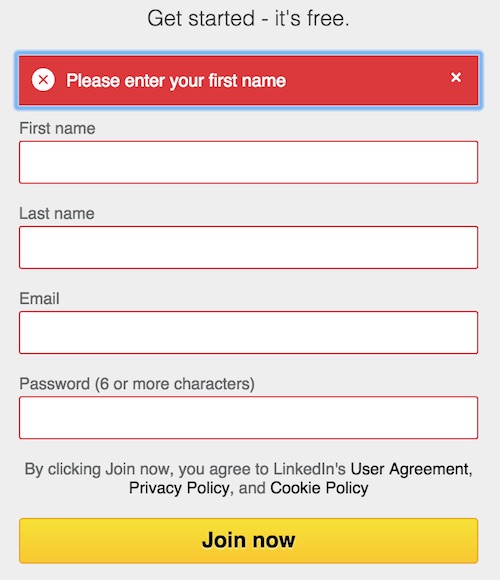 Get started - it's free.
Please enter your first name
First name
Last name
Email
Password (6 or more characters)
By clicking Join now, you agree to LinkedIn's User Agreement,
Privacy Policy, and Cookie Policy
Join now